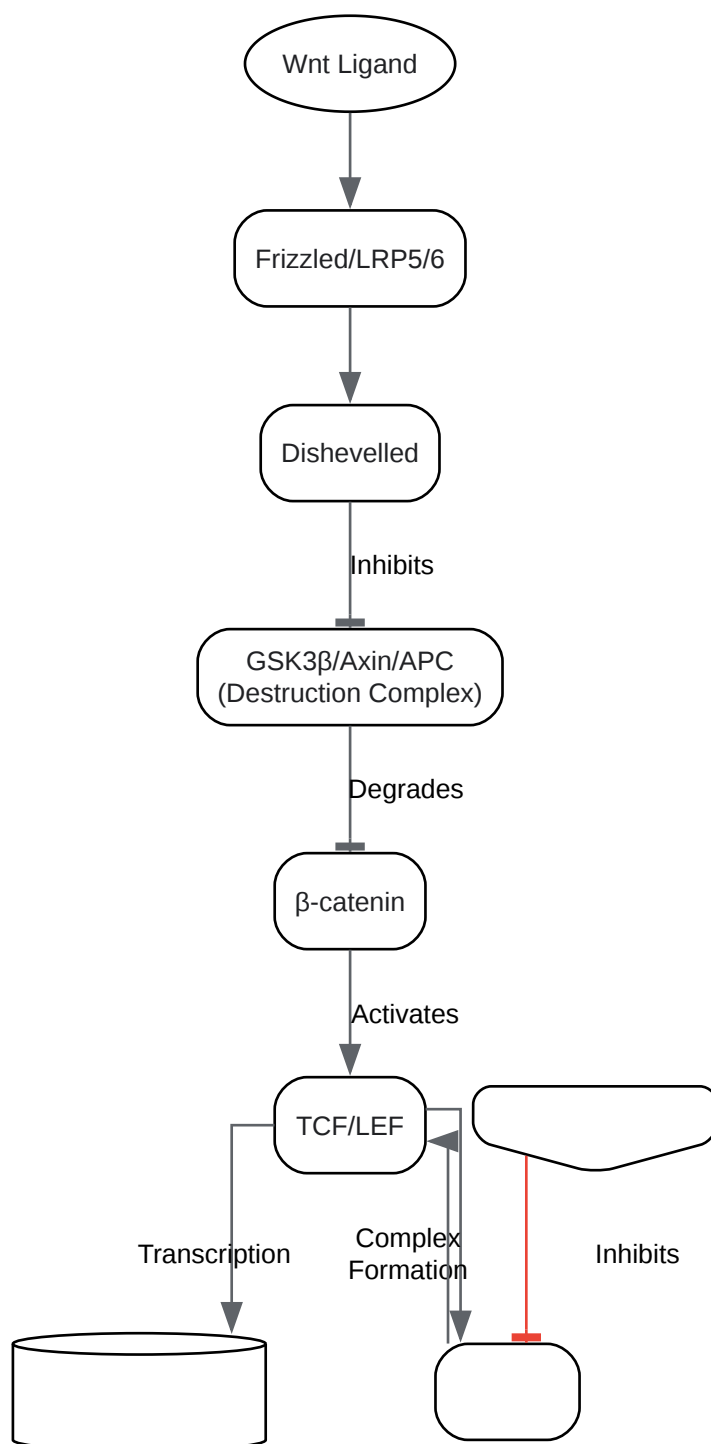 Wnt Ligand
Frizzled/LRP5/6
Dishevelled
Inhibits
GSK3β/Axin/APC
(Destruction Complex)
Degrades
β-catenin
Activates
TCF/LEF
Transcription
Complex
Formation
Inhibits